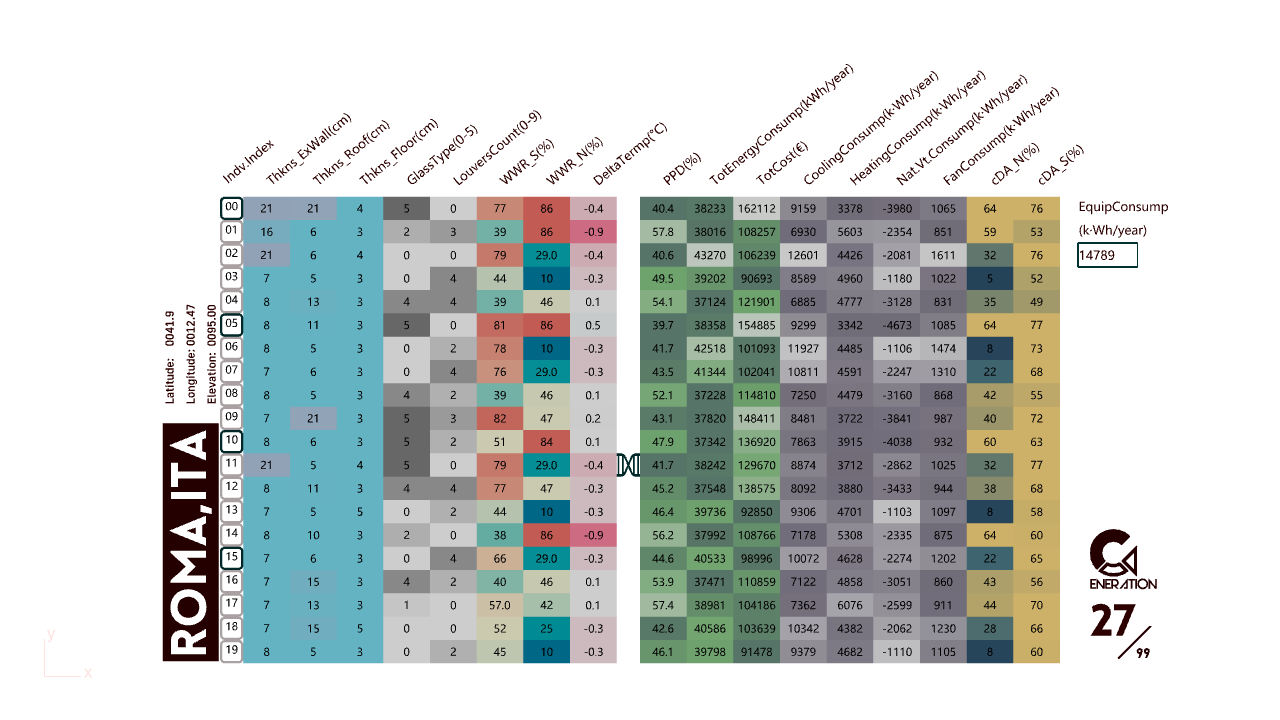 Indv.Index Thkns_ExWall(cm) Thkns_Roof(cm) Thkns_Floor(cm) GlassType(0-5) LouversCount(0-9) WWR_S(%) WWR_N(%) DeltaTermp(°C) PPD(%) TotEnergyConsump(kWh/year) TotCost(€) CoolingConsump(k·Wh/year) HeatingConsump(k·Wh/year) Nat.Vt.Consump(k·Wh/year) FanConsump(k·Wh/year) cDA_N(%) cDA_S(%)
00 21 21 4 5 0 77 86 -0.4 40.4 38233 162112 9159 3378 -3980 1065 64 76
01 16 6 3 2 3 39 86 -0.9 57.8 38016 108257 6930 5603 -2354 851 59 53
02 21 6 4 0 0 79 29.0 -0.4 40.6 43270 106239 12601 4426 -2081 1611 32 76
03 7 5 3 0 4 44 10 -0.3 49.5 39202 90693 8589 4960 -1180 1022 5 52
04 8 13 3 4 4 39 46 0.1 54.1 37124 121901 6885 4777 -3128 831 35 49
05 8 11 3 5 0 81 86 0.5 39.7 38358 154885 9299 3342 -4673 1085 64 77
06 8 5 3 0 2 78 10 -0.3 41.7 42518 101093 11927 4485 -1106 1474 8 73
07 7 6 3 0 4 76 29.0 -0.3 43.5 41344 102041 10811 4591 -2247 1310 22 68
08 8 5 3 4 2 39 46 0.1 52.1 37228 114810 7250 4479 -3160 868 42 55
09 7 21 3 5 3 82 47 0.2 43.1 37820 148411 8481 3722 -3841 987 40 72
10 8 6 3 5 2 51 84 0.1 47.9 37342 136920 7863 3915 -4038 932 60 63
11 21 5 4 5 0 79 29.0 -0.4 41.7 38242 129670 8874 3712 -2862 1025 32 77
12 8 11 3 4 4 77 47 -0.3 45.2 37548 138575 8092 3880 -3433 944 38 68
13 7 5 5 0 2 44 10 -0.3 46.4 39736 92850 9306 4701 -1103 1097 8 58
14 8 10 3 2 0 38 86 -0.9 56.2 37992 108766 7178 5308 -2335 875 64 60
15 7 6 3 0 4 66 29.0 -0.3 44.6 40533 98996 10072 4628 -2274 1202 22 65
16 7 15 3 4 2 40 46 0.1 53.9 37471 110859 7122 4858 -3051 860 43 56
17 7 13 3 1 0 57.0 42 0.1 57.4 38981 104186 7362 6076 -2599 911 44 70
18 7 15 5 0 0 52 25 -0.3 42.6 40586 103639 10342 4382 -2062 1230 28 66
19 8 5 3 0 2 45 10 -0.3 46.1 39798 91478 9379 4682 -1110 1105 8 60
EquipConsump
(k·Wh/year)
14789
Latitude: 0041.9
Longitude: 0012.47
Elevation: 0095.00
ROMA,ITA
ENERATION
27/99
y
x